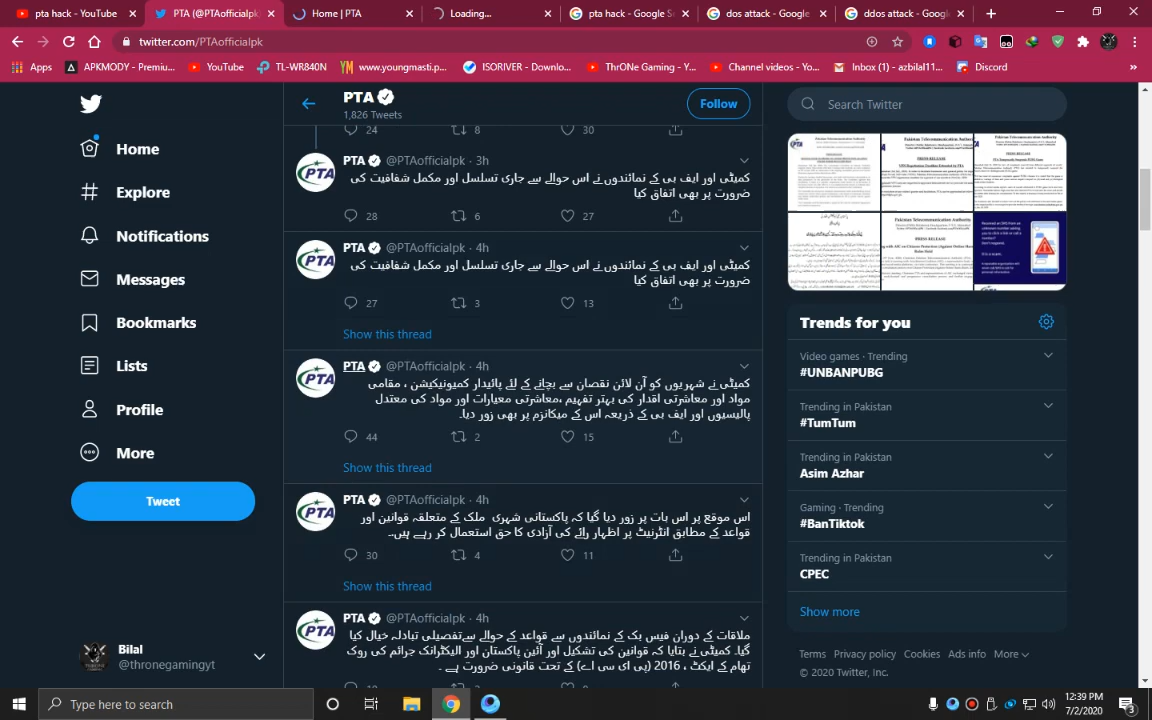 pta hack - YouTube
PTA (@PTAofficialpk)
Home | PTA
Loading...
pta hack - Google S
dos attack - Google
ddos attack - Goog
twitter.com/PTAofficialpk
Apps
APKMODY - Premiu...
YouTube
TL-WR840N
www.youngmasti.p...
ISORIVER - Downlo...
ThrONe Gaming - Y...
Channel videos - Yo...
Inbox (1) - azbilal11...
Discord
Home
Explore
Notifications
Messages
Bookmarks
Lists
Profile
More
Tweet
Bilal
@thronegamingyt
PTA
1,826 Tweets
Follow
24 8 30
PTA @PTAofficialpk · 3h
کمیٹی اور ایف بی کے نمائندوں نے اس حوالے سے جاری تسلسل اور مکمل شفافیت کی
ضرورت پر بھی اتفاق کیا
28 6 27
PTA @PTAofficialpk · 4h
کمیٹی اور ایف بی کے نمائندوں نے اس حوالے سے جاری تسلسل اور مکمل شفافیت کی
ضرورت پر بھی اتفاق کیا
27 3 13
Show this thread
PTA @PTAofficialpk · 4h
کمیٹی نے شہریوں کو آن لائن نقصان سے بچانے کے لئے پائیدار کمیونیکیشن ، مقامی
مواد اور معاشرتی اقدار کی بہتر تفہیم ،معاشرتی معیارات اور مواد کی معتدل
پالیسیوں اور ایف بی کے ذریعہ اس کے میکانزم پر بھی زور دیا۔
44 2 15
Show this thread
PTA @PTAofficialpk · 4h
اس موقع پر اس بات پر زور دیا گیا کہ پاکستانی شہری ملک کے متعلقہ قوانین اور
قواعد کے مطابق انٹرنیٹ پر اظہار رائے کی آزادی کا حق استعمال کر رہے ہیں۔۔
30 4 11
Show this thread
PTA @PTAofficialpk · 4h
ملاقات کے دوران فیس بک کے نمائندوں سے قواعد کے حوالے سےتفصیلی تبادلہ خیال کیا
گیا۔ کمیٹی نے بتایا کہ قوانین کی تشکیل اور آئین پاکستان اور الیکٹرانک جرائم کی روک
تھام کے ایکٹ ، 2016 (پی ای سی اے) کے تحت قانونی ضرورت ہے ۔
Search Twitter
Pakistan Telecommunication Authority
PRESS RELEASE
Trends for you
Video games · Trending
#UNBANPUBG
Trending in Pakistan
#TumTum
Trending in Pakistan
Asim Azhar
Gaming · Trending
#BanTiktok
Trending in Pakistan
CPEC
Show more
Terms Privacy policy Cookies Ads info More
© 2020 Twitter, Inc.
Type here to search
12:39 PM
7/2/2020
3